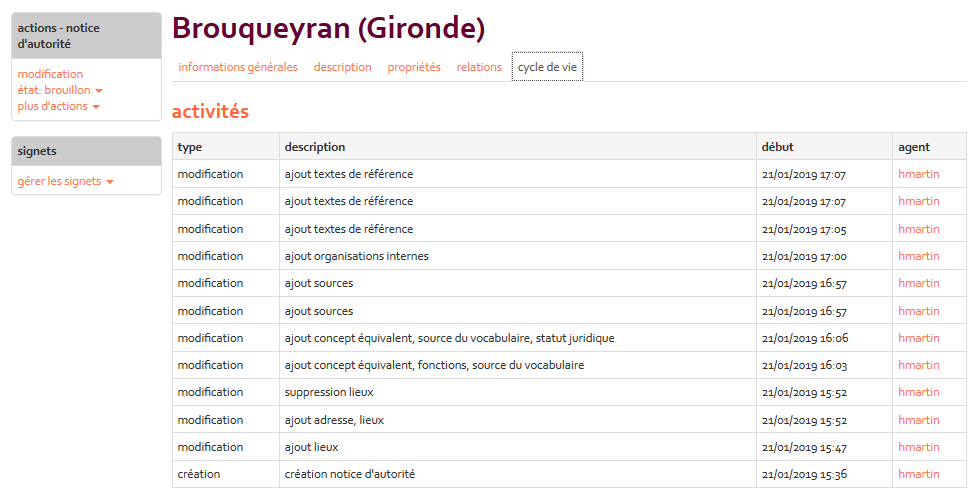 actions - notice
d'autorité
modification
état: brouillon
plus d'actions
signets
gérer les signets
Brouqueyran (Gironde)
informations générales description propriétés relations cycle de vie
activités
type description début agent
modification ajout textes de référence 21/01/2019 17:07 hmartin
modification ajout textes de référence 21/01/2019 17:07 hmartin
modification ajout textes de référence 21/01/2019 17:05 hmartin
modification ajout organisations internes 21/01/2019 17:00 hmartin
modification ajout sources 21/01/2019 16:57 hmartin
modification ajout sources 21/01/2019 16:57 hmartin
modification ajout concept équivalent, source du vocabulaire, statut juridique 21/01/2019 16:06 hmartin
modification ajout concept équivalent, fonctions, source du vocabulaire 21/01/2019 16:03 hmartin
modification suppression lieux 21/01/2019 15:52 hmartin
modification ajout adresse, lieux 21/01/2019 15:52 hmartin
modification ajout lieux 21/01/2019 15:47 hmartin
création création notice d'autorité 21/01/2019 15:36 hmartin